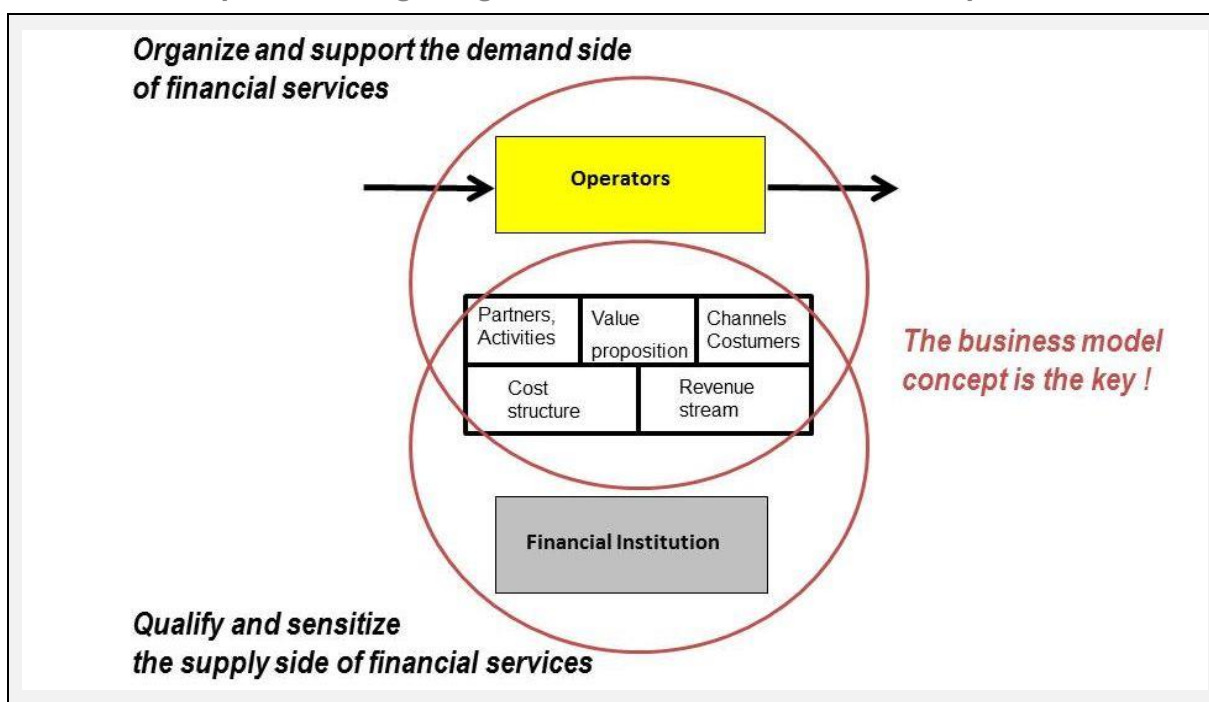 Organize and support the demand side
of financial services
Operators
Partners,
Activities
Value
proposition
Channels
Costumers
Cost
structure
Revenue
stream
The business model
concept is the key !
Financial Institution
Qualify and sensitize
the supply side of financial services